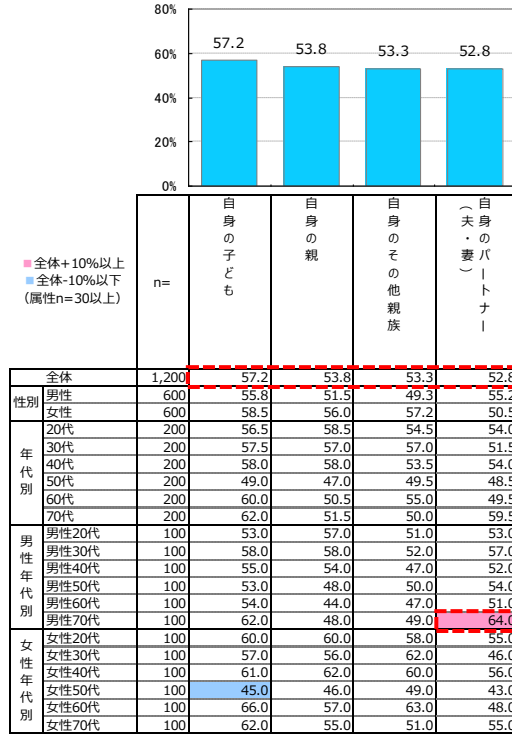 80%
60%
40%
20%
0%
57.2 53.8 53.3 52.8
■全体+10%以上
■全体-10%以下
(属性n=30以上)
n=
自身の子ども
自身の親
自身のその他親族
自身のパートナー
(夫・妻)
全体 1,200 57.2 53.8 53.3 52.8
性別
男性 600 55.8 51.5 49.3 55.2
女性 600 58.5 56.0 57.2 50.5
年代別
20代 200 56.5 58.5 54.5 54.0
30代 200 57.5 57.0 57.0 51.5
40代 200 58.0 58.0 53.5 54.0
50代 200 49.0 47.0 49.5 48.5
60代 200 60.0 50.5 55.0 49.5
70代 200 62.0 51.5 50.0 59.5
男性年代別
男性20代 100 53.0 57.0 51.0 53.0
男性30代 100 58.0 58.0 52.0 57.0
男性40代 100 55.0 54.0 47.0 52.0
男性50代 100 53.0 48.0 50.0 54.0
男性60代 100 54.0 44.0 47.0 51.0
男性70代 100 62.0 48.0 49.0 64.0
女性年代別
女性20代 100 60.0 60.0 58.0 55.0
女性30代 100 57.0 56.0 62.0 46.0
女性40代 100 61.0 62.0 60.0 56.0
女性50代 100 45.0 46.0 49.0 43.0
女性60代 100 66.0 57.0 63.0 48.0
女性70代 100 62.0 55.0 51.0 55.0